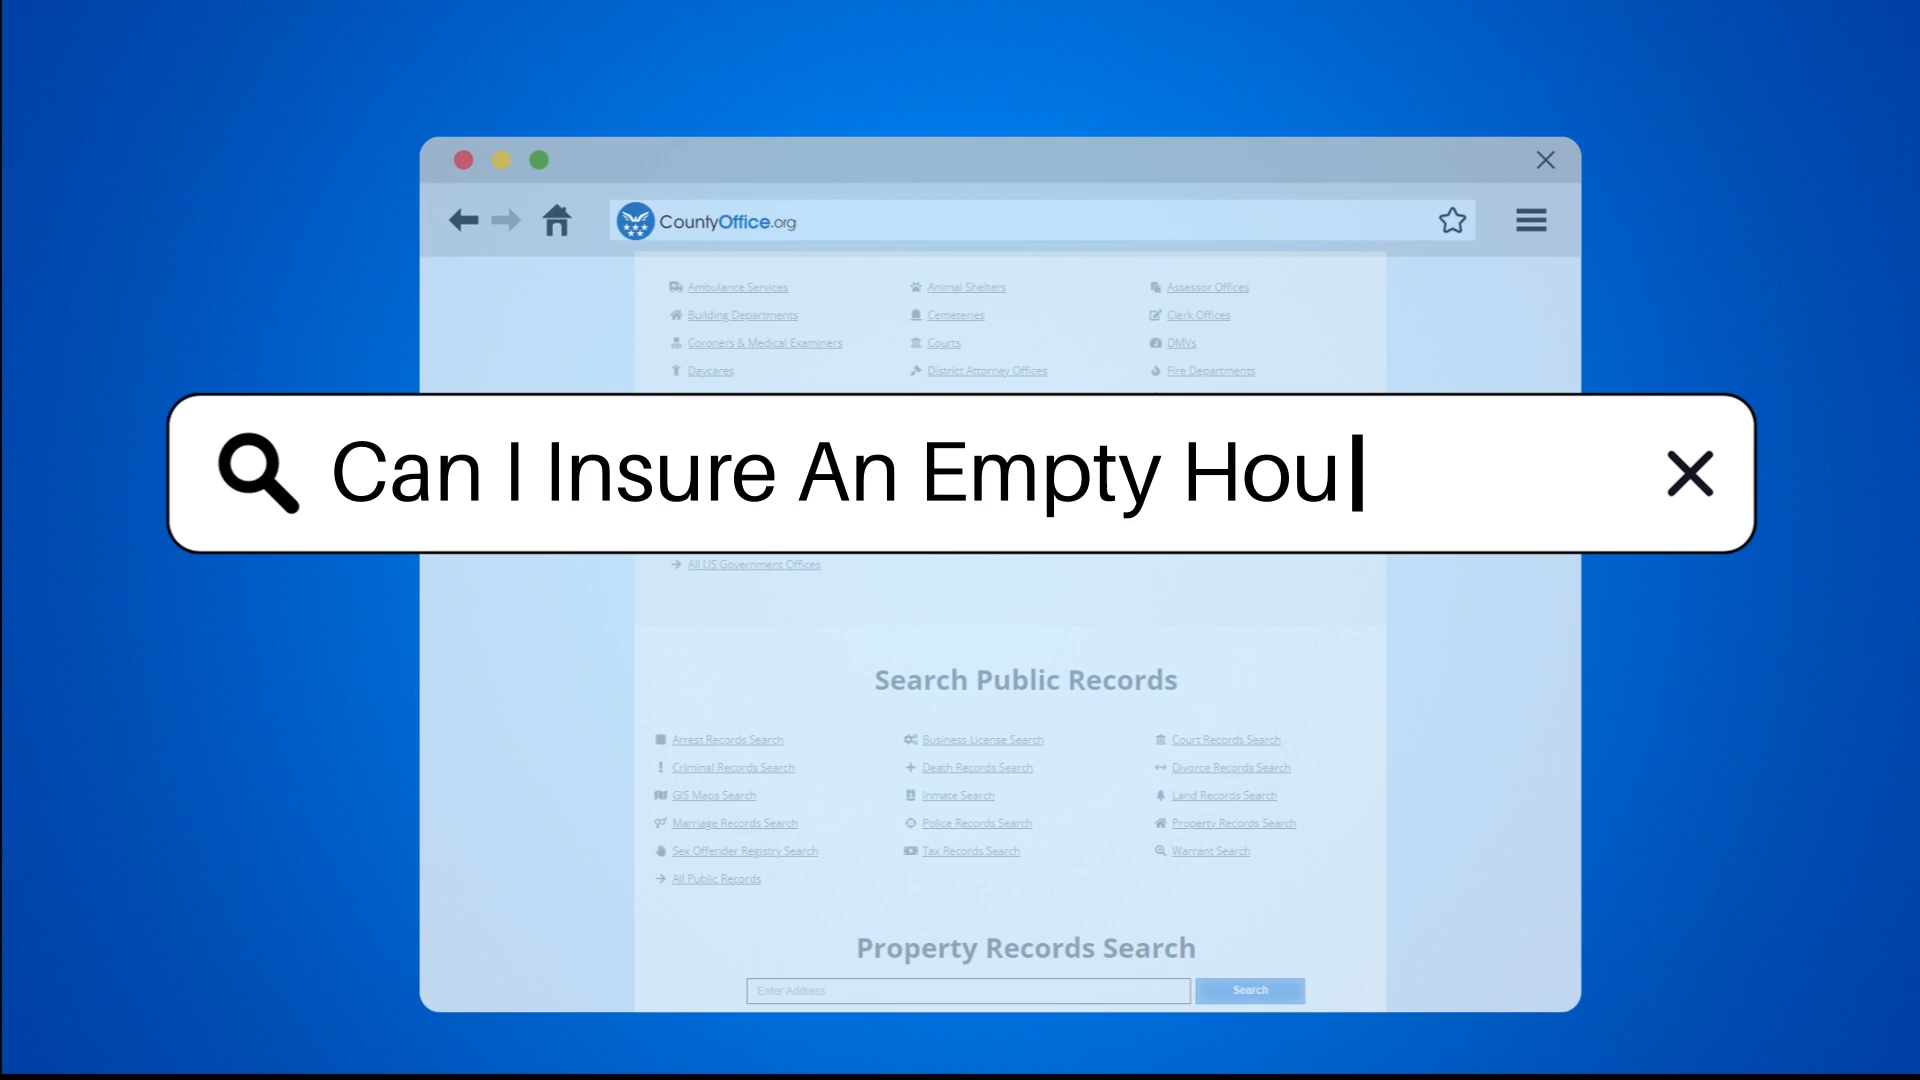 CountyOffice.org
Ambulance Services Animal Shelters Assessor Offices
Building Departments Cemeteries Clerk Offices
Coroners & Medical Examiners Courts DMVs
Daycares District Attorney Offices Fire Departments
Can I Insure An Empty Hou
All US Government Offices
Search Public Records
Arrest Records Search Business License Search Court Records Search
Criminal Records Search Death Records Search Divorce Records Search
GIS Maps Search Inmate Search Land Records Search
Marriage Records Search Police Records Search Property Records Search
Sex Offender Registry Search Tax Records Search Warrant Search
All Public Records
Property Records Search
Enter Address Search